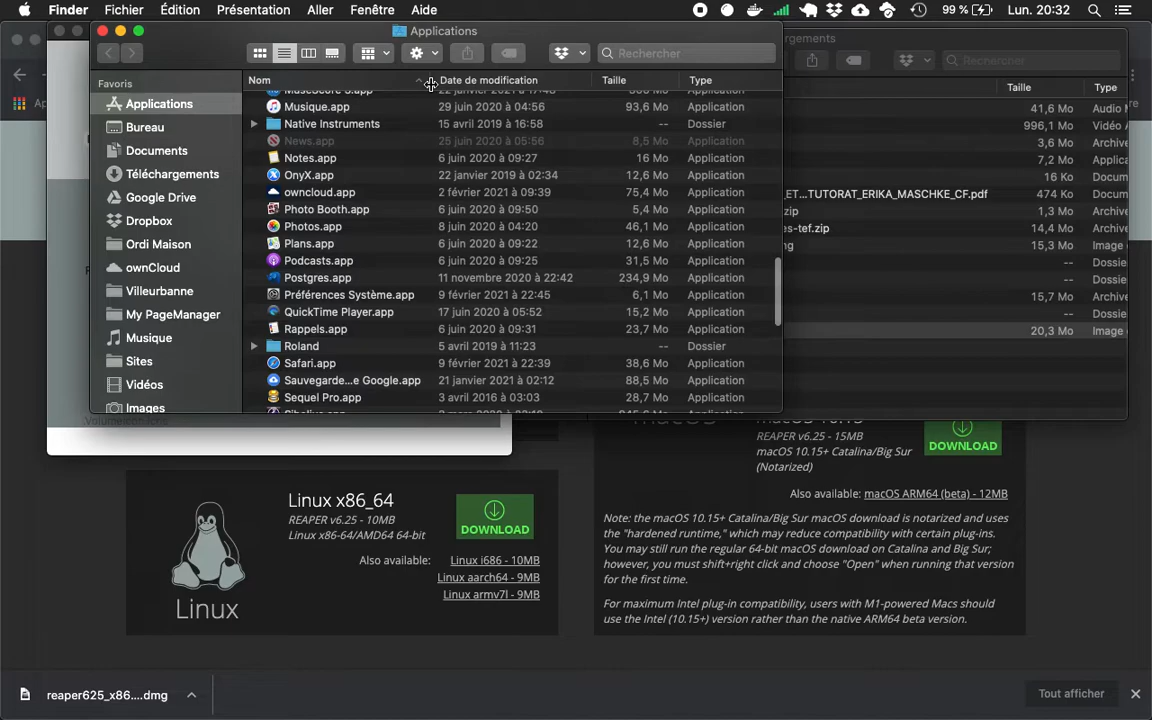 Finder Fichier Édition Présentation Aller Fenêtre Aide 99 % Lun. 20:32
Applications
Rechercher
gements
Rechercher
Favoris
Applications
Bureau
Documents
Téléchargements
Google Drive
Dropbox
Ordi Maison
ownCloud
Villeurbanne
My PageManager
Musique
Sites
Vidéos
Images
Nom Date de modification Taille Type
MuseScore 3.app 22 janvier 2021 à 17:48
Musique.app 29 juin 2020 à 04:56 93,6 Mo Application
Native Instruments 15 avril 2019 à 16:58 -- Dossier
News.app 25 juin 2020 à 05:56 8,5 Mo Application
Notes.app 6 juin 2020 à 09:27 16 Mo Application
OnyX.app 22 janvier 2019 à 02:34 12,6 Mo Application
owncloud.app 2 février 2021 à 09:39 75,4 Mo Application
Photo Booth.app 6 juin 2020 à 09:50 5,4 Mo Application
Photos.app 8 juin 2020 à 04:20 46,1 Mo Application
Plans.app 6 juin 2020 à 09:22 12,6 Mo Application
Podcasts.app 6 juin 2020 à 09:25 31,5 Mo Application
Postgres.app 11 novembre 2020 à 22:42 234,9 Mo Application
Préférences Système.app 9 février 2021 à 22:45 6,1 Mo Application
QuickTime Player.app 17 juin 2020 à 05:52 15,2 Mo Application
Rappels.app 6 juin 2020 à 09:31 23,7 Mo Application
Roland 5 avril 2019 à 11:23 -- Dossier
Safari.app 9 février 2021 à 22:39 38,6 Mo Application
Sauvegarde...e Google.app 21 janvier 2021 à 02:12 88,5 Mo Application
Sequel Pro.app 3 avril 2016 à 03:03 28,7 Mo Application
Taille Type
41,6 Mo Audio
996,1 Mo Vidéo
3,6 Mo Archive
7,2 Mo Applica
16 Ko Docum
_ET...TUTORAT_ERIKA_MASCHKE_CF.pdf 474 Ko Docum
zip 1,3 Mo Archive
es-tef.zip 14,4 Mo Archive
ng 15,3 Mo Image
-- Dossie
15,7 Mo Archive
-- Dossie
20,3 Mo Image
Linux x86_64
REAPER v6.25 - 10MB
Linux x86-64/AMD64 64-bit
DOWNLOAD
Also available: Linux i686 - 10MB
Linux aarch64 - 9MB
Linux armv7l - 9MB
Linux
REAPER v6.25 - 15MB
macOS 10.15+ Catalina/Big Sur
(Notarized)
DOWNLOAD
Also available: macOS ARM64 (beta) - 12MB
Note: the macOS 10.15+ Catalina/Big Sur macOS download is notarized and uses
the "hardened runtime," which may reduce compatibility with certain plug-ins.
You may still run the regular 64-bit macOS download on Catalina and Big Sur;
however, you must shift+right click and choose "Open" when running that version
for the first time.
For maximum Intel plug-in compatibility, users with M1-powered Macs should
use the Intel (10.15+) version rather than the native ARM64 beta version.
reaper625_x86....dmg
Tout afficher